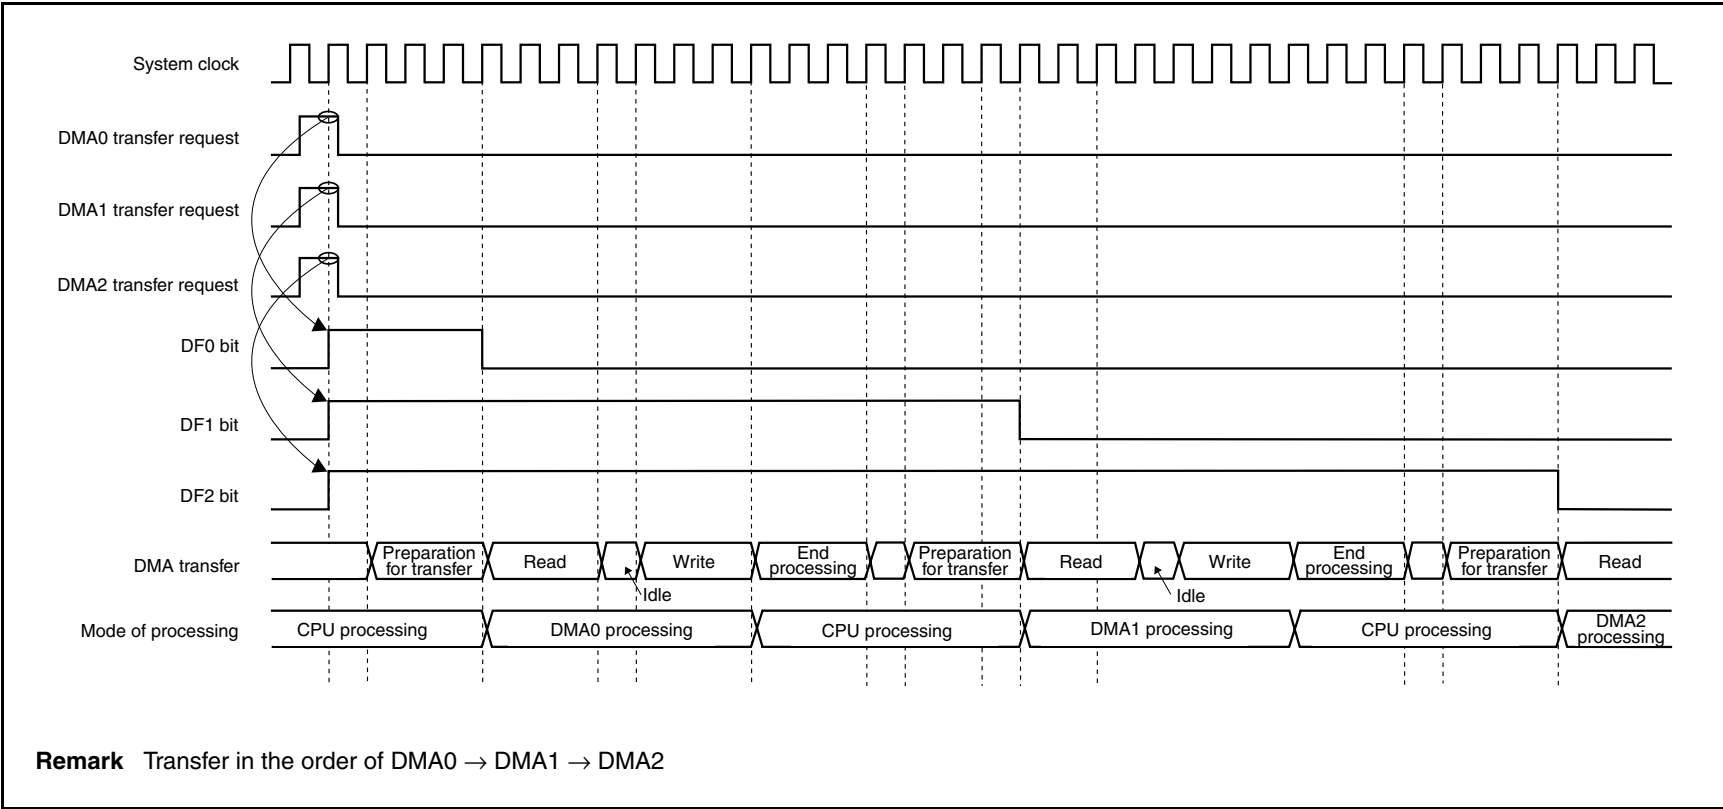 System clock
DMA0 transfer request
DMA1 transfer request
DMA2 transfer request
DF0 bit
DF1 bit
DF2 bit
DMA transfer
Preparation
for transfer
Read
Idle
Write
End
processing
Preparation
for transfer
Read
Idle
Write
End
processing
Preparation
for transfer
Read
Mode of processing
CPU processing
DMA0 processing
CPU processing
DMA1 processing
CPU processing
DMA2
processing
Remark Transfer in the order of DMA0 → DMA1 → DMA2